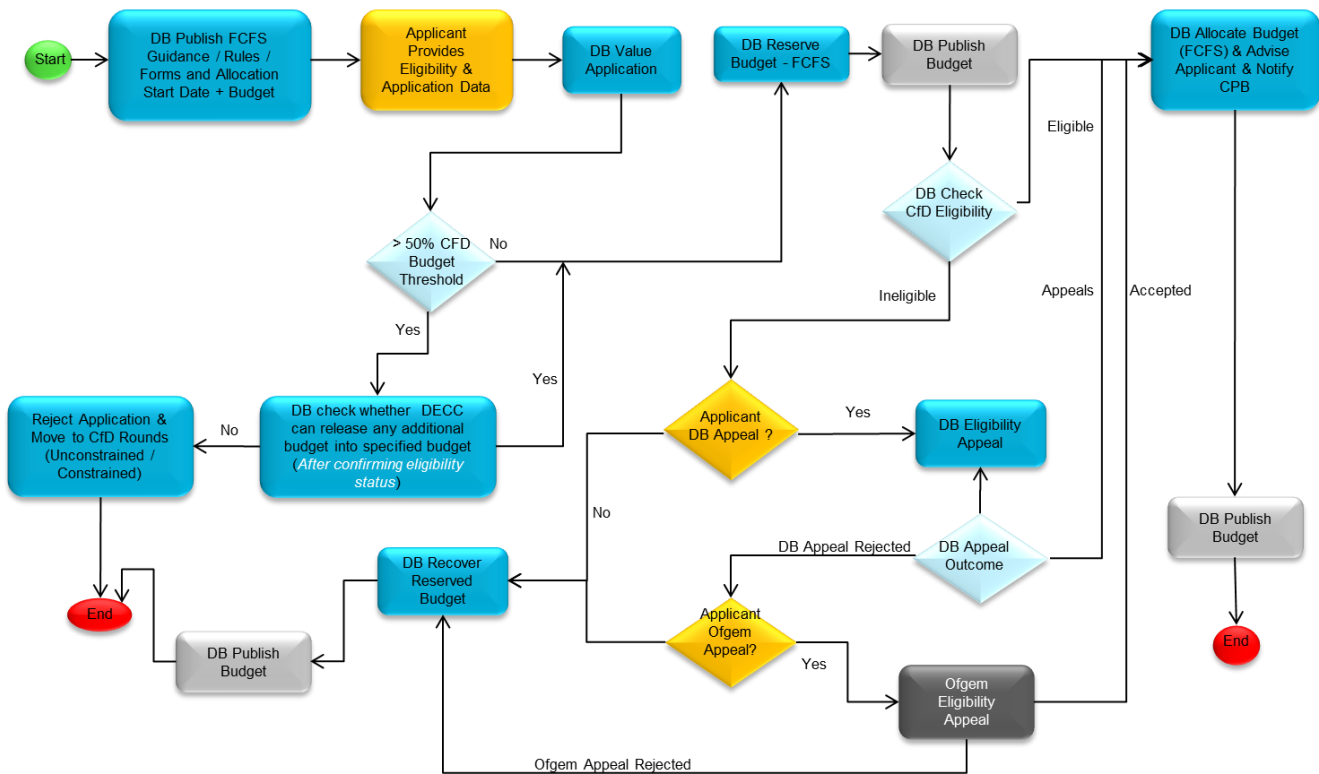 Start
DB Publish FCFS
Guidance / Rules /
Forms and Allocation
Start Date + Budget
Applicant
Provides
Eligibility &
Application Data
DB Value
Application
DB Reserve
Budget - FCFS
DB Publish
Budget
DB Allocate Budget
(FCFS) & Advise
Applicant & Notify
CPB
Eligible
DB Check
CfD Eligibility
> 50% CFD
Budget
Threshold
No
Ineligible
Appeals
Accepted
Yes
Yes
Reject Application &
Move to CfD Rounds
(Unconstrained /
Constrained)
No
DB check whether DECC
can release any additional
budget into specified budget
(After confirming eligibility
status)
Applicant
DB Appeal ?
Yes
DB Eligibility
Appeal
No
DB Publish
Budget
DB Appeal Rejected
DB Appeal
Outcome
DB Recover
Reserved
Budget
End
Applicant
Ofgem
Appeal?
Yes
End
DB Publish
Budget
Ofgem
Eligibility
Appeal
Ofgem Appeal Rejected